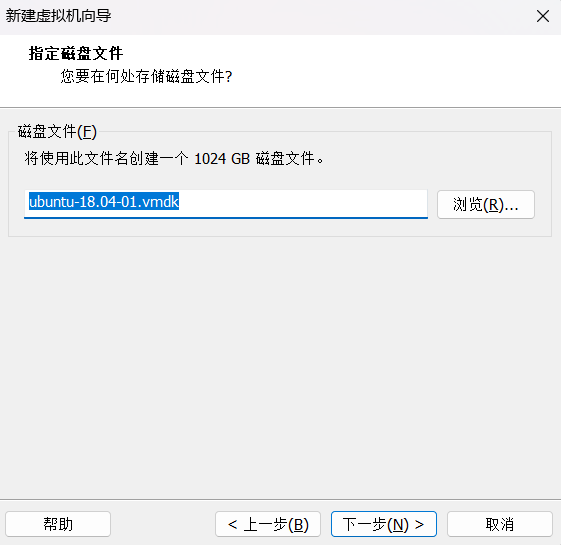 新建虚拟机向导
指定磁盘文件
您要在何处存储磁盘文件?
磁盘文件(F)
将使用此文件名创建一个 1024 GB 磁盘文件。
ubuntu-18.04-01.vmdk
浏览(R)...
帮助
< 上一步(B)
下一步(N) >
取消